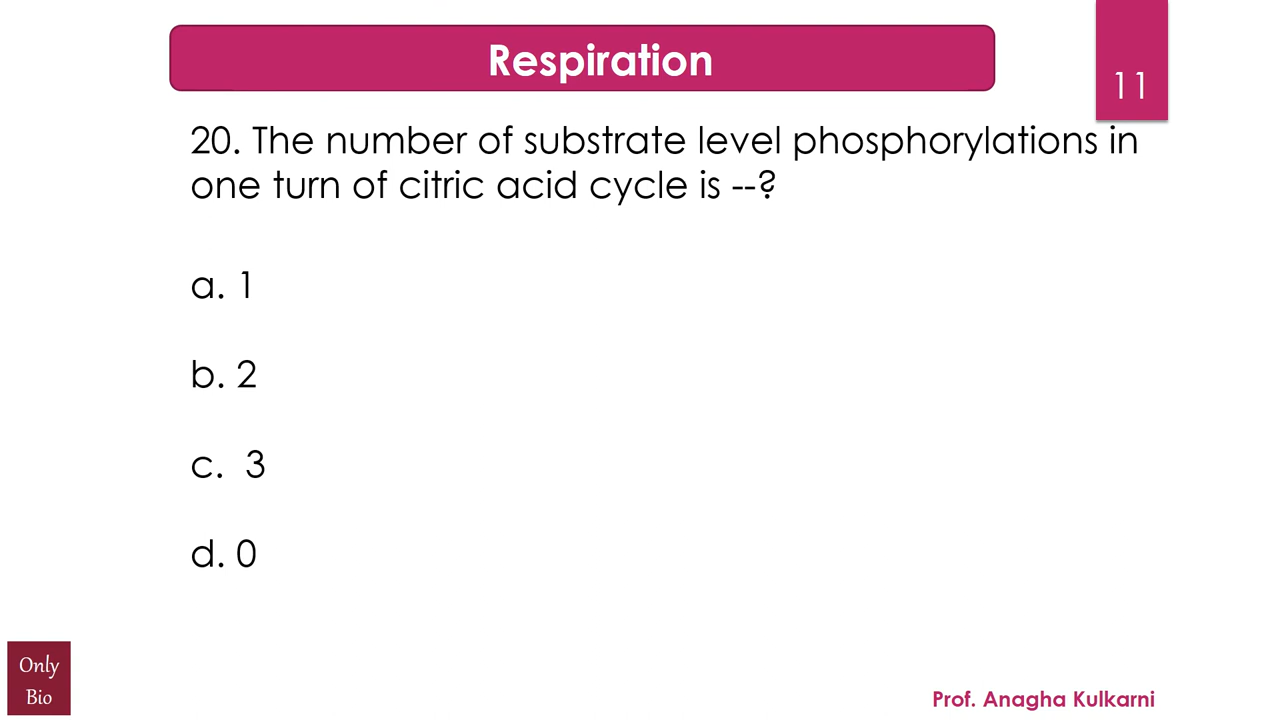 Respiration
11
20. The number of substrate level phosphorylations in
one turn of citric acid cycle is --?
a. 1
b. 2
c. 3
d. 0
Only
Bio
Prof. Anagha Kulkarni